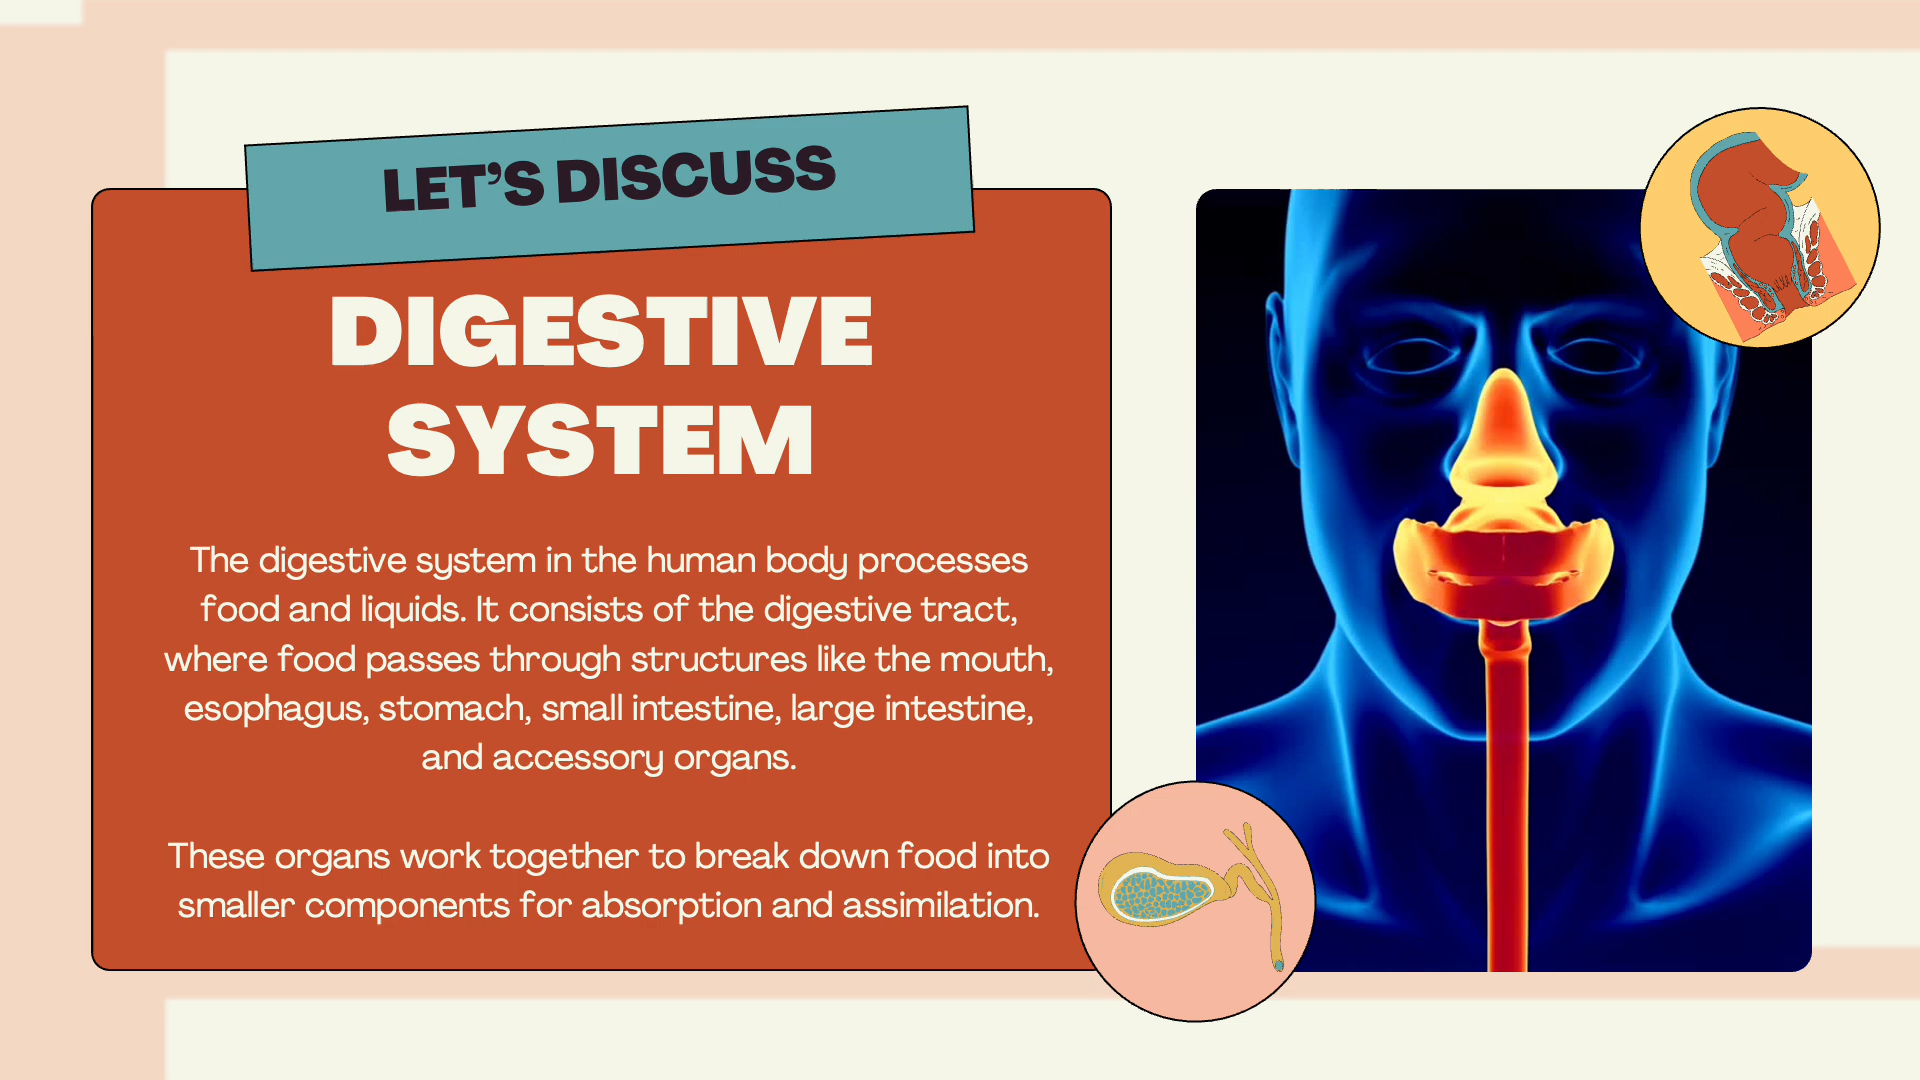 LET’S DISCUSS
DIGESTIVE
SYSTEM
The digestive system in the human body processes
food and liquids. It consists of the digestive tract,
where food passes through structures like the mouth,
esophagus, stomach, small intestine, large intestine,
and accessory organs.
These organs work together to break down food into
smaller components for absorption and assimilation.